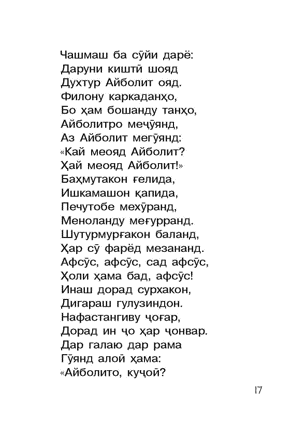 Чашмаш ба сӯйи дарё:
Даруни киштӣ шояд
Духтур Айболит ояд.
Филону каркаданҳо,
Бо ҳам бошанду танҳо,
Айболитро меҷӯянд,
Аз Айболит мегӯянд:
«Кай меояд Айболит?
Ҳай меояд Айболит!»
Баҳмутакон ғелида,
Ишкамашон қапида,
Печутобе мехӯранд,
Меноланду меғурранд.
Шутурмурғакон баланд,
Ҳар сӯ фарёд мезананд.
Афсӯс, афсӯс, сад афсӯс,
Ҳоли ҳама бад, афсӯс!
Инаш дорад сурхакон,
Дигараш гулузиндон.
Нафастангиву ҷоғар,
Дорад ин ҷо ҳар ҷонвар.
Дар галаю дар рама
Гӯянд алоӣ ҳама:
«Айболито, куҷоӣ?
17